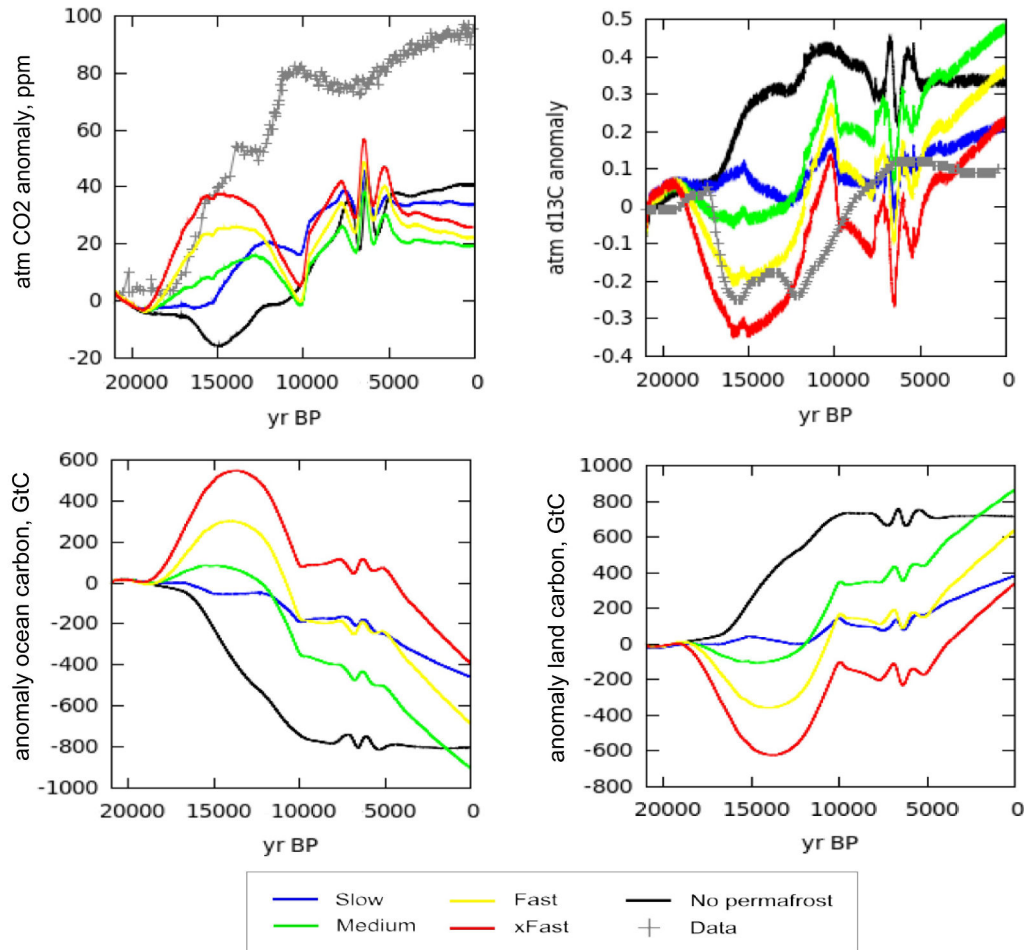 100
80
60
40
20
0
-20
atm CO2 anomaly, ppm
20000 15000 10000 5000 0
yr BP
0.5
0.4
0.3
0.2
0.1
0
-0.1
-0.2
-0.3
-0.4
atm d13C anomaly
20000 15000 10000 5000 0
yr BP
600
400
200
0
-200
-400
-600
-800
-1000
anomaly ocean carbon, GtC
20000 15000 10000 5000 0
yr BP
1000
800
600
400
200
0
-200
-400
-600
-800
anomaly land carbon, GtC
20000 15000 10000 5000 0
yr BP
Slow Fast No permafrost
Medium xFast Data